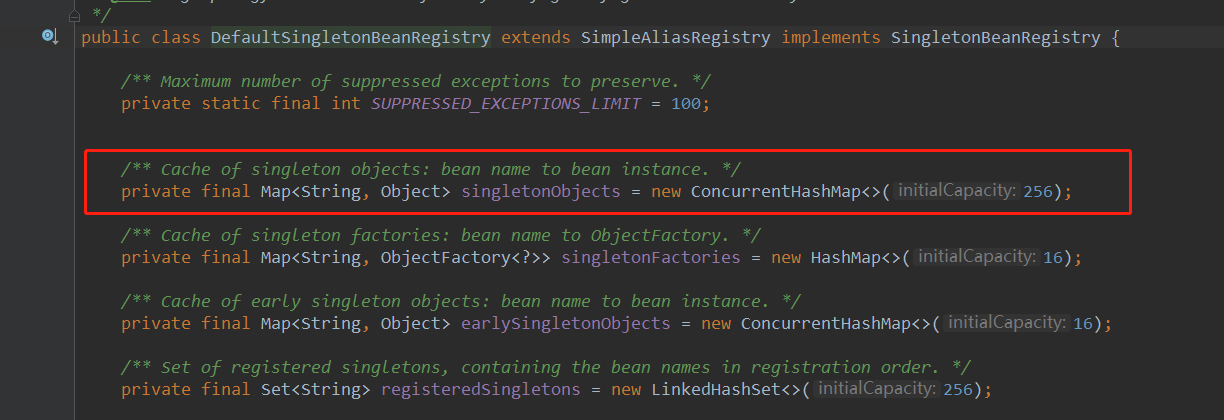 */
public class DefaultSingletonBeanRegistry extends SimpleAliasRegistry implements SingletonBeanRegistry {
/** Maximum number of suppressed exceptions to preserve. */
private static final int SUPPRESSED_EXCEPTIONS_LIMIT = 100;
/** Cache of singleton objects: bean name to bean instance. */
private final Map<String, Object> singletonObjects = new ConcurrentHashMap<>( initialCapacity: 256);
/** Cache of singleton factories: bean name to ObjectFactory. */
private final Map<String, ObjectFactory<?>> singletonFactories = new HashMap<>( initialCapacity: 16);
/** Cache of early singleton objects: bean name to bean instance. */
private final Map<String, Object> earlySingletonObjects = new ConcurrentHashMap<>( initialCapacity: 16);
/** Set of registered singletons, containing the bean names in registration order. */
private final Set<String> registeredSingletons = new LinkedHashSet<>( initialCapacity: 256);